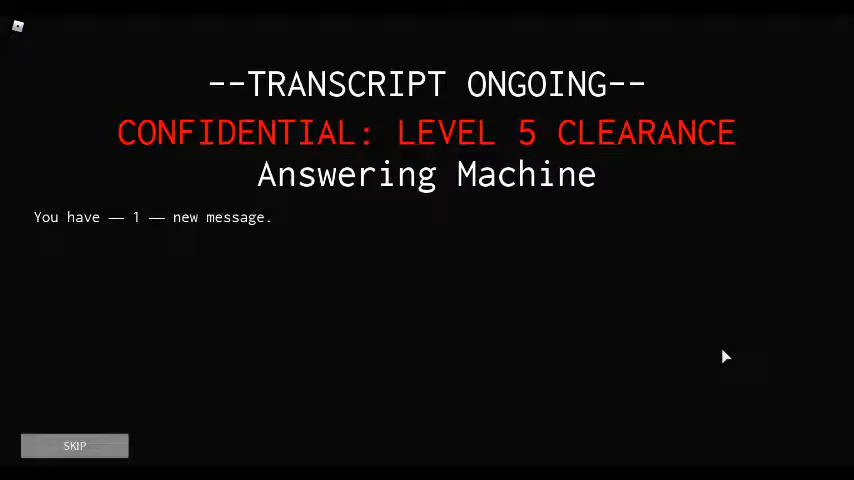 --TRANSCRIPT ONGOING--
CONFIDENTIAL: LEVEL 5 CLEARANCE
Answering Machine
You have — 1 — new message.
SKIP